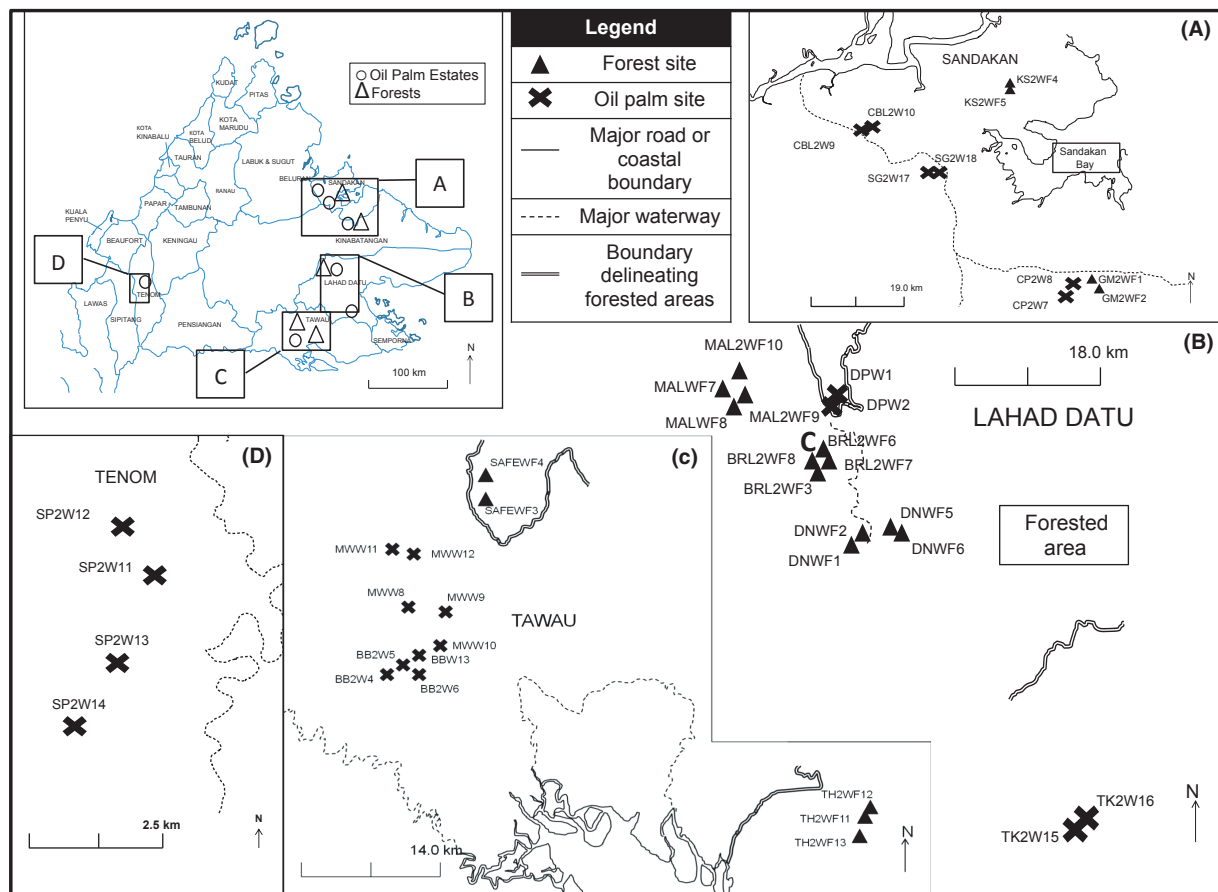 KUDAT
PITAS
KOTA
MARUDU
KOTA
KINABALU
KOTA
BELUD
TAURAN
LABUK & SUGUT
BELURAN
SANDAKAN
RANAU
PAPAR
TAMBUNAN
KUALA
PENYU
BEAUFORT
KENINGAU
KINABATANGAN
LAHAD DATU
TENOM
LAWAS
SIPITANG
PENSIANGAN
TAWAU
SEMPORNA
Oil Palm Estates
Forests
A
B
C
D
N
100 km
Legend
Forest site
Oil palm site
Major road or
coastal
boundary
Major waterway
Boundary
delineating
forested areas
(A)
SANDAKAN
KS2WF4
KS2WF5
CBL2W10
CBL2W9
SG2W18
SG2W17
Sandakan
Bay
CP2W8
GM2WF1
CP2W7
GM2WF2
19.0 km
N
(B)
18.0 km
LAHAD DATU
MAL2WF10
MALWF7
MALWF8
MAL2WF9
DPW1
DPW2
C
BRL2WF6
BRL2WF8
BRL2WF7
BRL2WF3
DNWF2
DNWF5
DNWF1
DNWF6
Forested
area
TK2W16
TK2W15
N
(c)
SAFEWF4
SAFEWF3
MWW11
MWW12
MWW8
MWW9
TAWAU
MWW10
BB2W5
BBW13
BB2W4
BB2W6
TH2WF12
TH2WF11
TH2WF13
14.0 km
N
(D)
TENOM
SP2W12
SP2W11
SP2W13
SP2W14
2.5 km
N